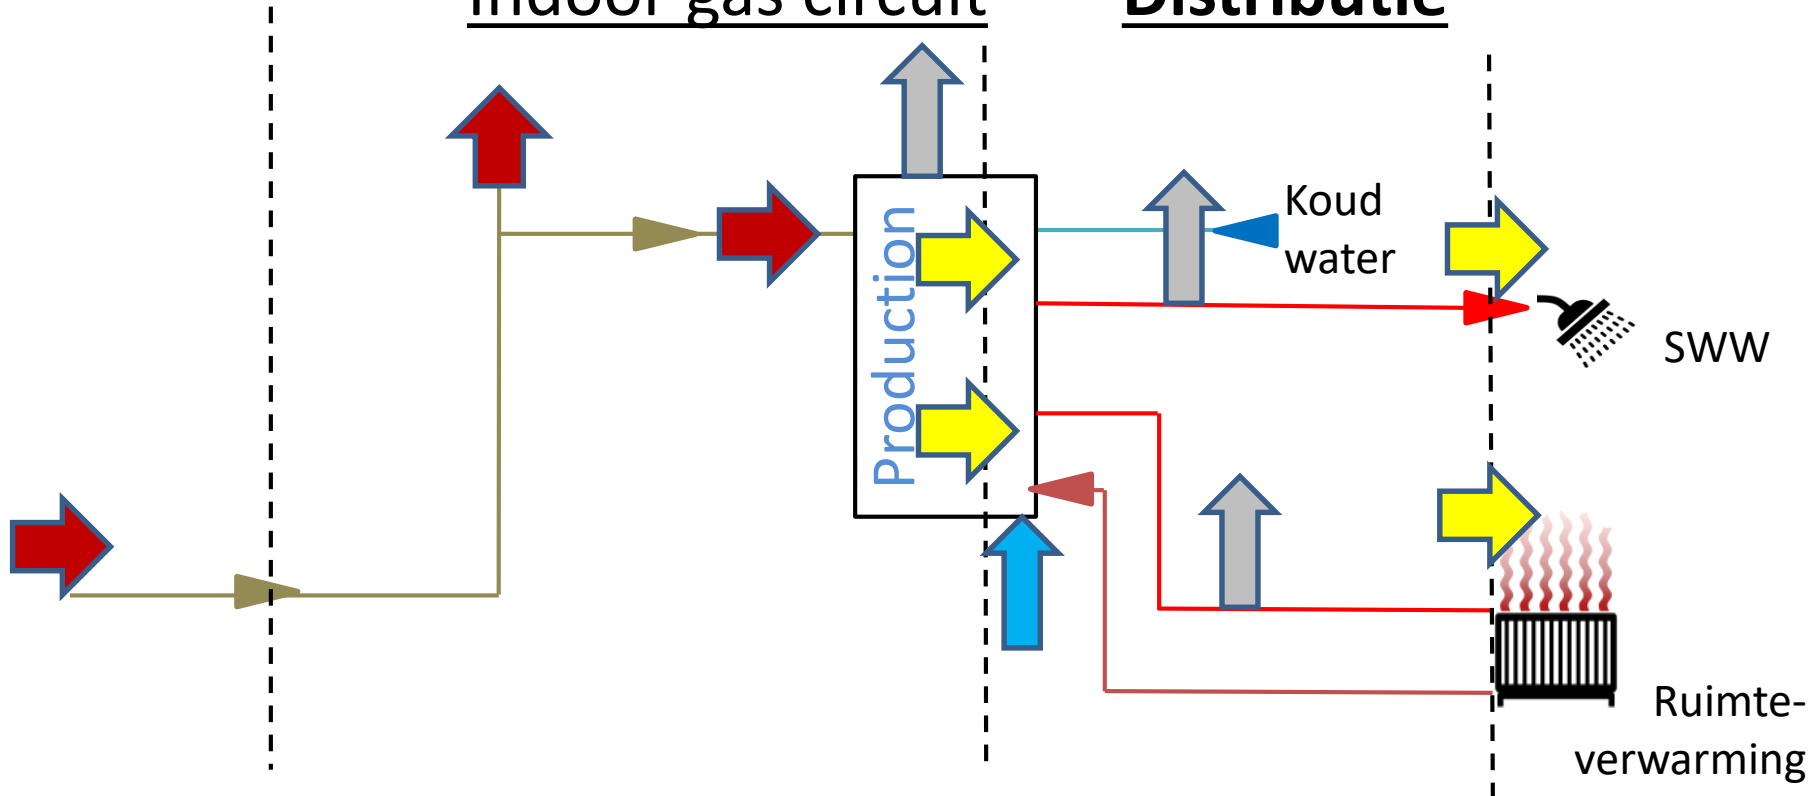 Indoor gas circuit
Distributie
Production
Koud
water
SWW
Ruimte-
verwarming